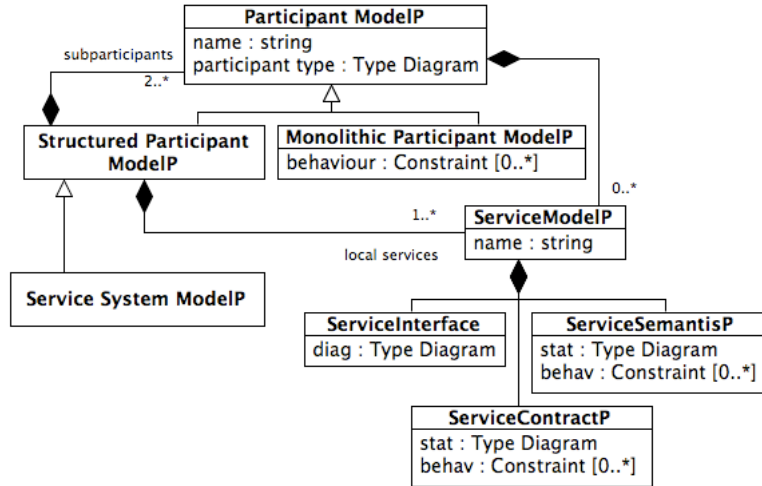 Participant ModelP
name : string
participant type : Type Diagram
subparticipants
2..*
Structured Participant
ModelP
Monolithic Participant ModelP
behaviour : Constraint [0..*]
0..*
1..*
ServiceModelP
name : string
local services
Service System ModelP
ServiceInterface
diag : Type Diagram
ServiceSemantisP
stat : Type Diagram
behav : Constraint [0..*]
ServiceContractP
stat : Type Diagram
behav : Constraint [0..*]